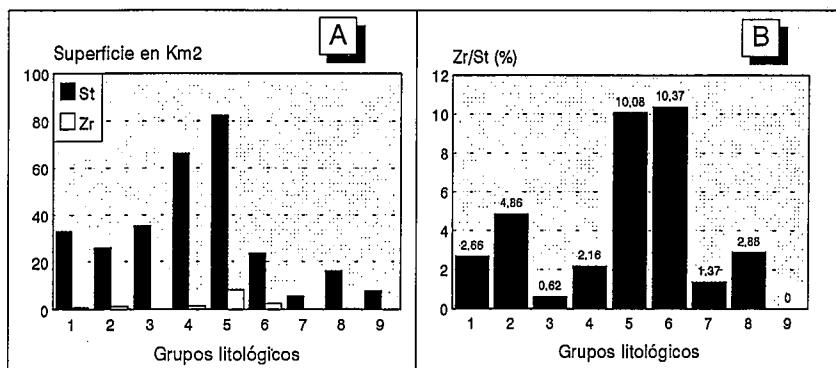 A
Superficie en Km2
100
80
60
40
20
0
St
Zr
1 2 3 4 5 6 7 8 9
Grupos litológicos
B
Zr/St (%)
12
10
8
6
4
2
0
2,66 4,86 0,62 2,16 10,08 10,37 1,37 2,88 0
1 2 3 4 5 6 7 8 9
Grupos litológicos